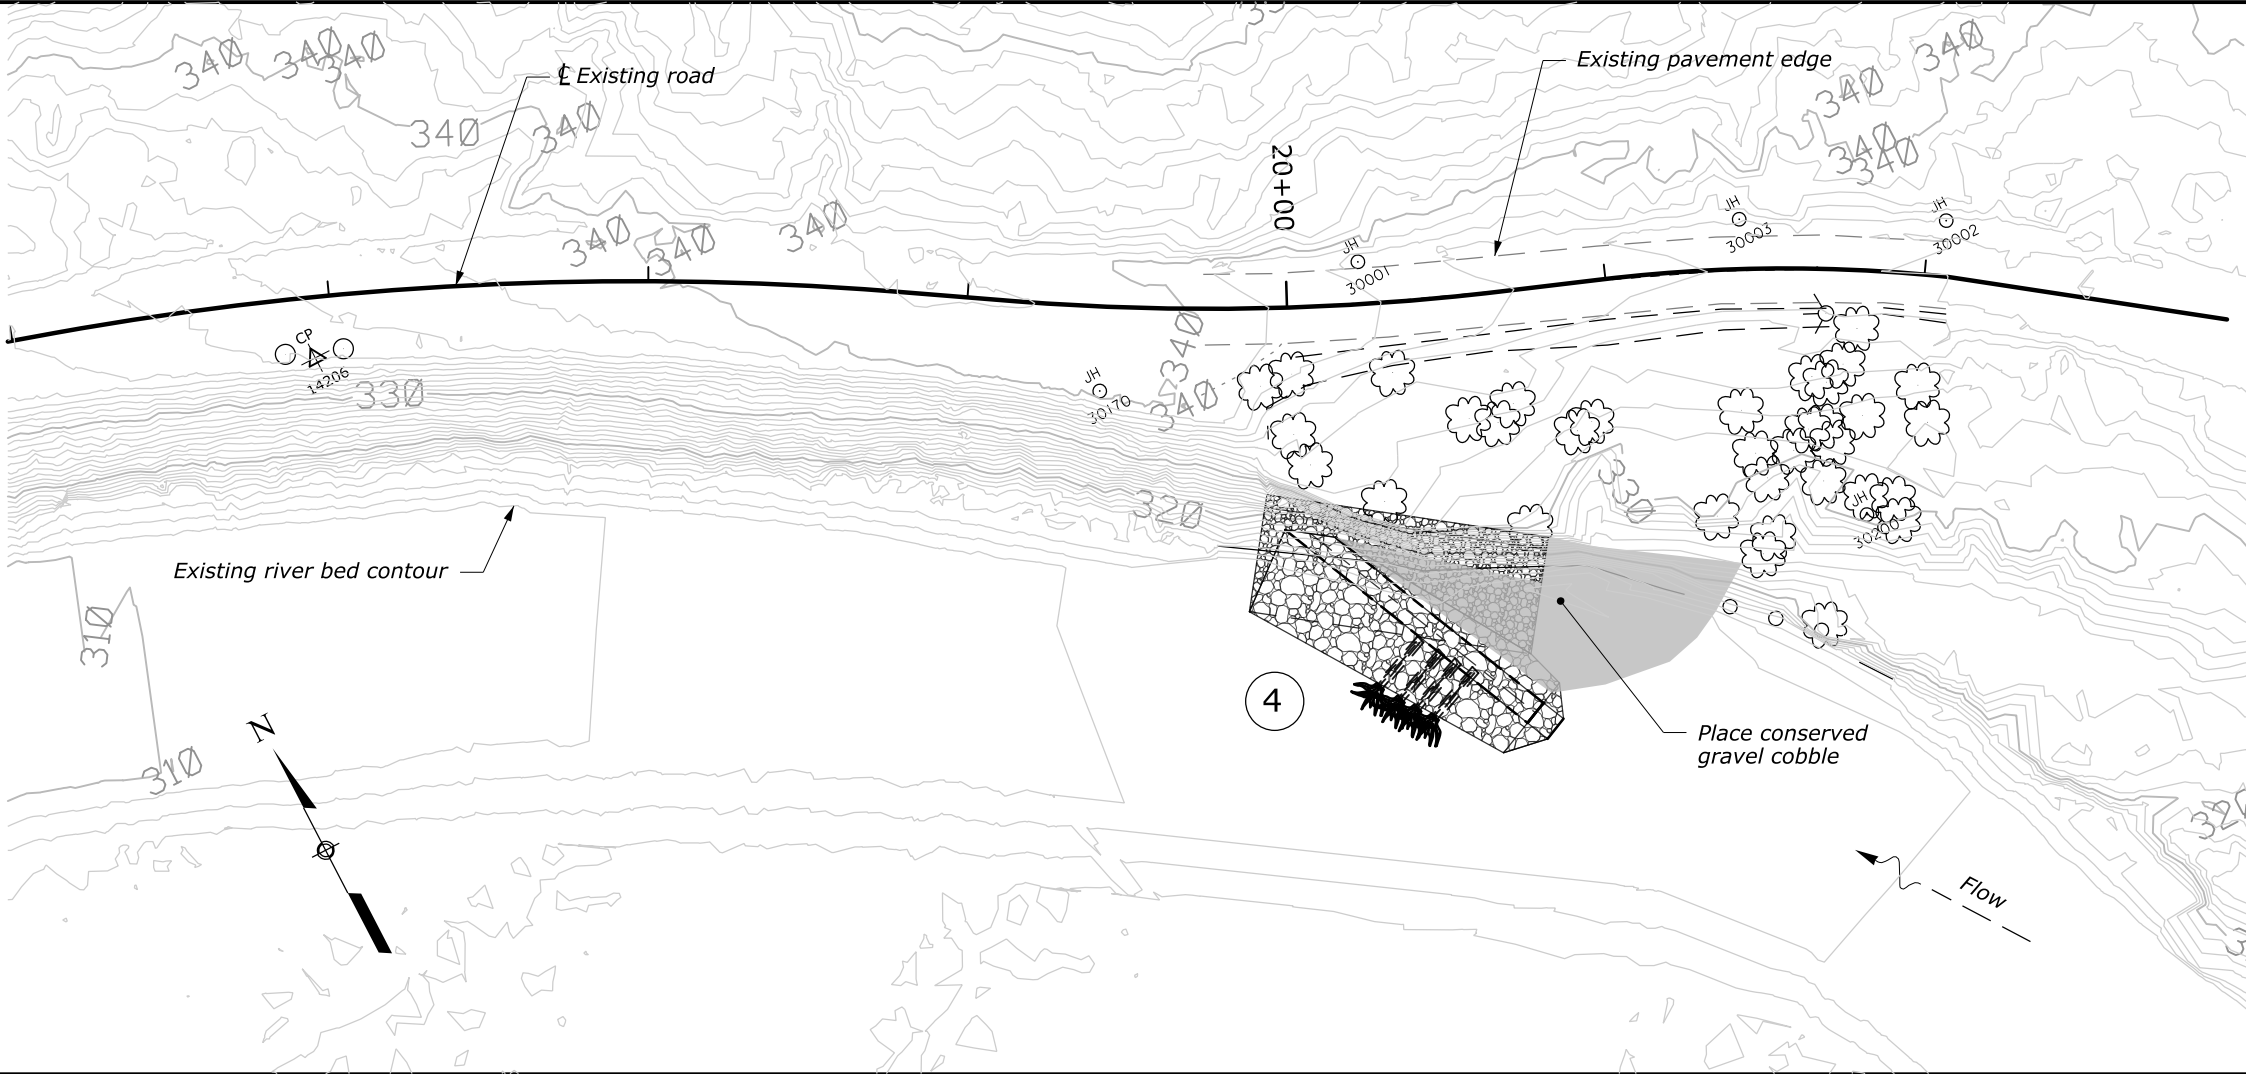 340
340
340
℄ Existing road
Existing pavement edge
340
340
340
340
340
340
20+00
JH
30003
JH
30002
340
340
340
JH
30001
CP
14206
330
JH
30170
340
340
320
330
JH
Existing river bed contour
310
4
N
310
Place conserved
gravel cobble
320
Flow